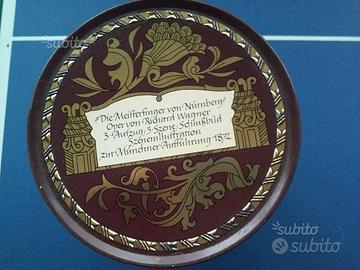 subito
"Die Meistersinger von Nürnberg"
Oper von Richard Wagner
3. Aufzug, 5. Szene, Schlußbild
Szenenillustration
zur Münchner Aufführung 1872
subito
subito